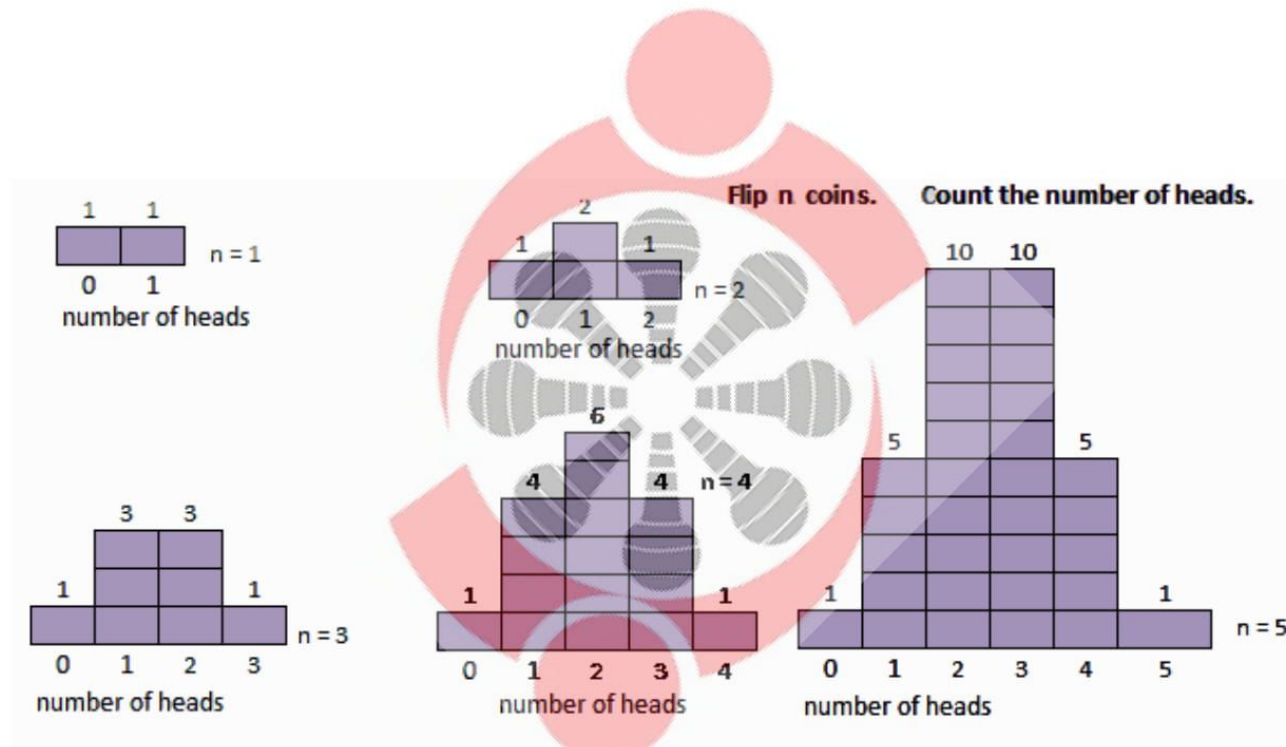 Flip n coins. Count the number of heads.
1 1
n = 1
0 1
number of heads
2
1 1
n = 2
0 1 2
number of heads
3 3
1 1
n = 3
0 1 2 3
number of heads
6
4 4
n = 4
1 1
0 1 2 3 4
number of heads
10 10
5 5
1 1
n = 5
0 1 2 3 4 5
number of heads